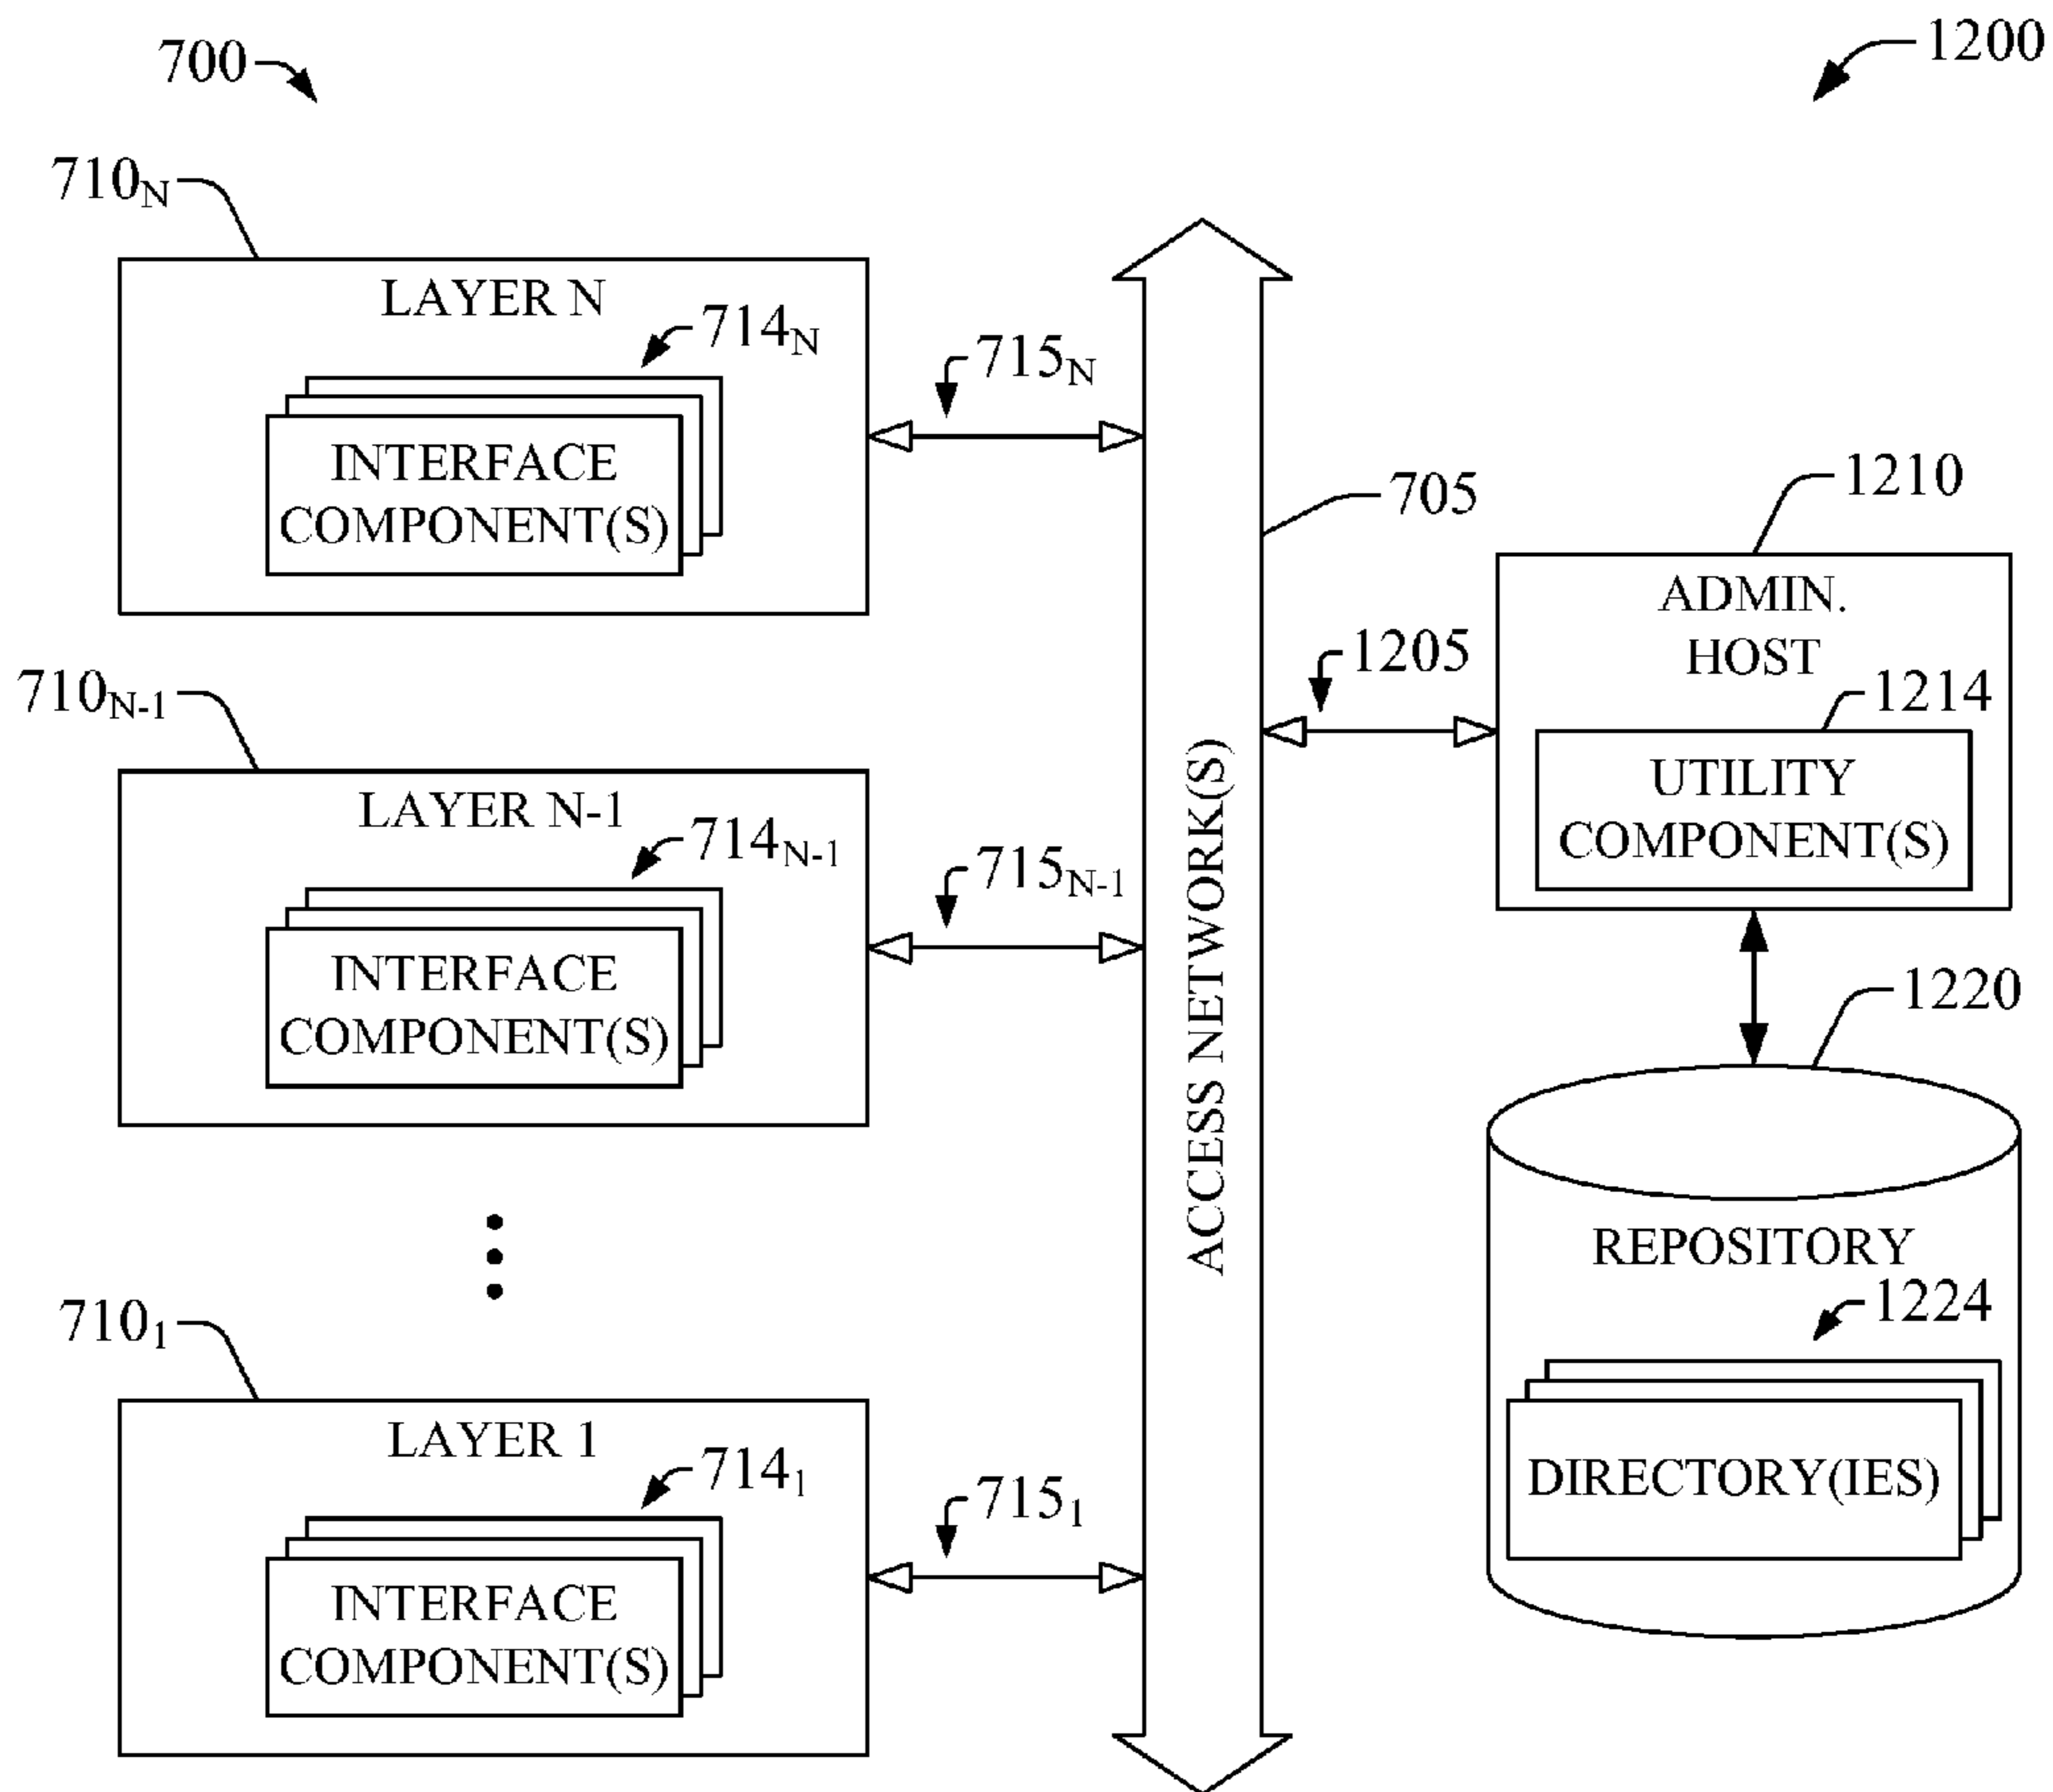 700
1200
710N
LAYER N
714N
INTERFACE
COMPONENT(S)
715N
705
710N-1
LAYER N-1
714N-1
INTERFACE
COMPONENT(S)
715N-1
ACCESS NETWORK(S)
1205
1210
ADMIN.
HOST
1214
UTILITY
COMPONENT(S)
1220
REPOSITORY
1224
DIRECTORY(IES)
7101
LAYER 1
7141
INTERFACE
COMPONENT(S)
7151